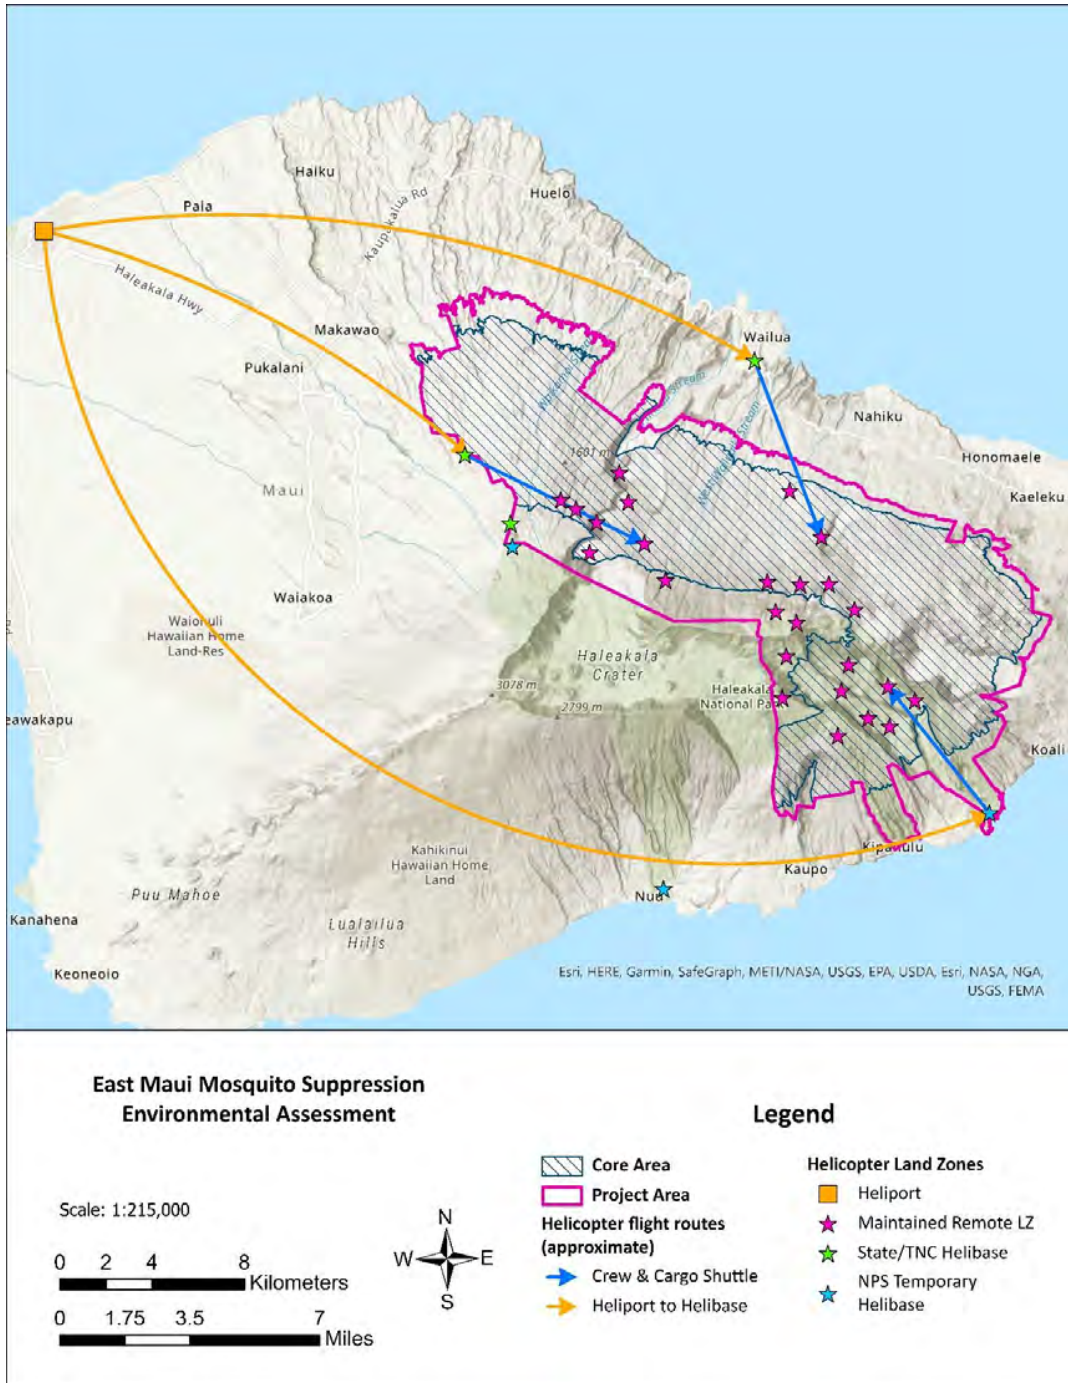 Haiku
Huelo
Paia
Kaupakalua Rd
Haleakala Hwy
Makawao
Wailua
Pukalani
Nahiku
1601 m
Honomaele
Kaeleku
Maui
Waiakoa
Hawaiian Home
Land-Res
Haleakala
Crater
3078 m
2799 m
Haleakala
National Park
eawakapu
Koali
Kahikinui
Hawaiian Home
Land
Kipahulu
Kaupo
Puu Mahoe
Nuu
Kanahena
Lualailua
Hills
Keoneoio
Esri, HERE, Garmin, SafeGraph, METI/NASA, USGS, EPA, USDA, Esri, NASA, NGA,
USGS, FEMA
East Maui Mosquito Suppression
Environmental Assessment
Scale: 1:215,000
0 2 4 8
Kilometers
0 1.75 3.5 7
Miles
N
W E
S
Legend
Core Area
Project Area
Helicopter flight routes
(approximate)
Crew & Cargo Shuttle
Heliport to Helibase
Helicopter Land Zones
Heliport
Maintained Remote LZ
State/TNC Helibase
NPS Temporary
Helibase